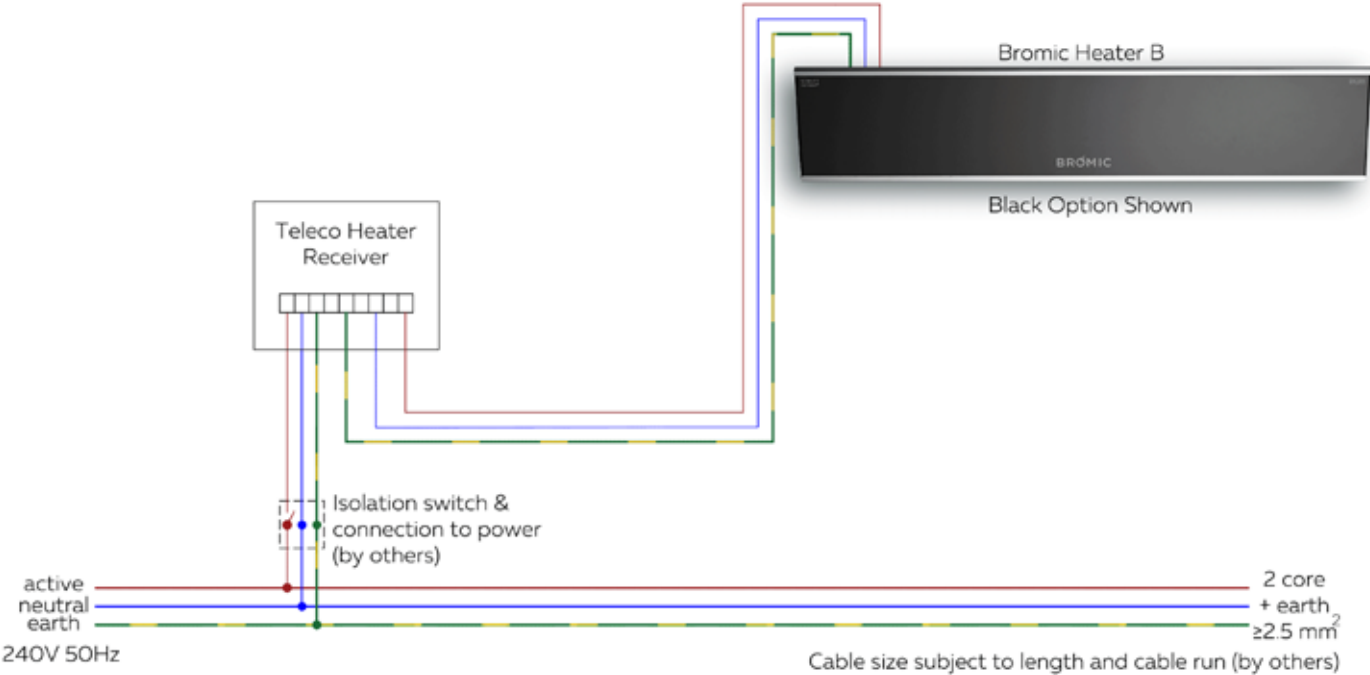 Bromic Heater B
BROMIC
Black Option Shown
Teleco Heater
Receiver
Isolation switch &
connection to power
(by others)
active
neutral
earth
240V 50Hz
2 core
+ earth
≥2.5 mm²
Cable size subject to length and cable run (by others)